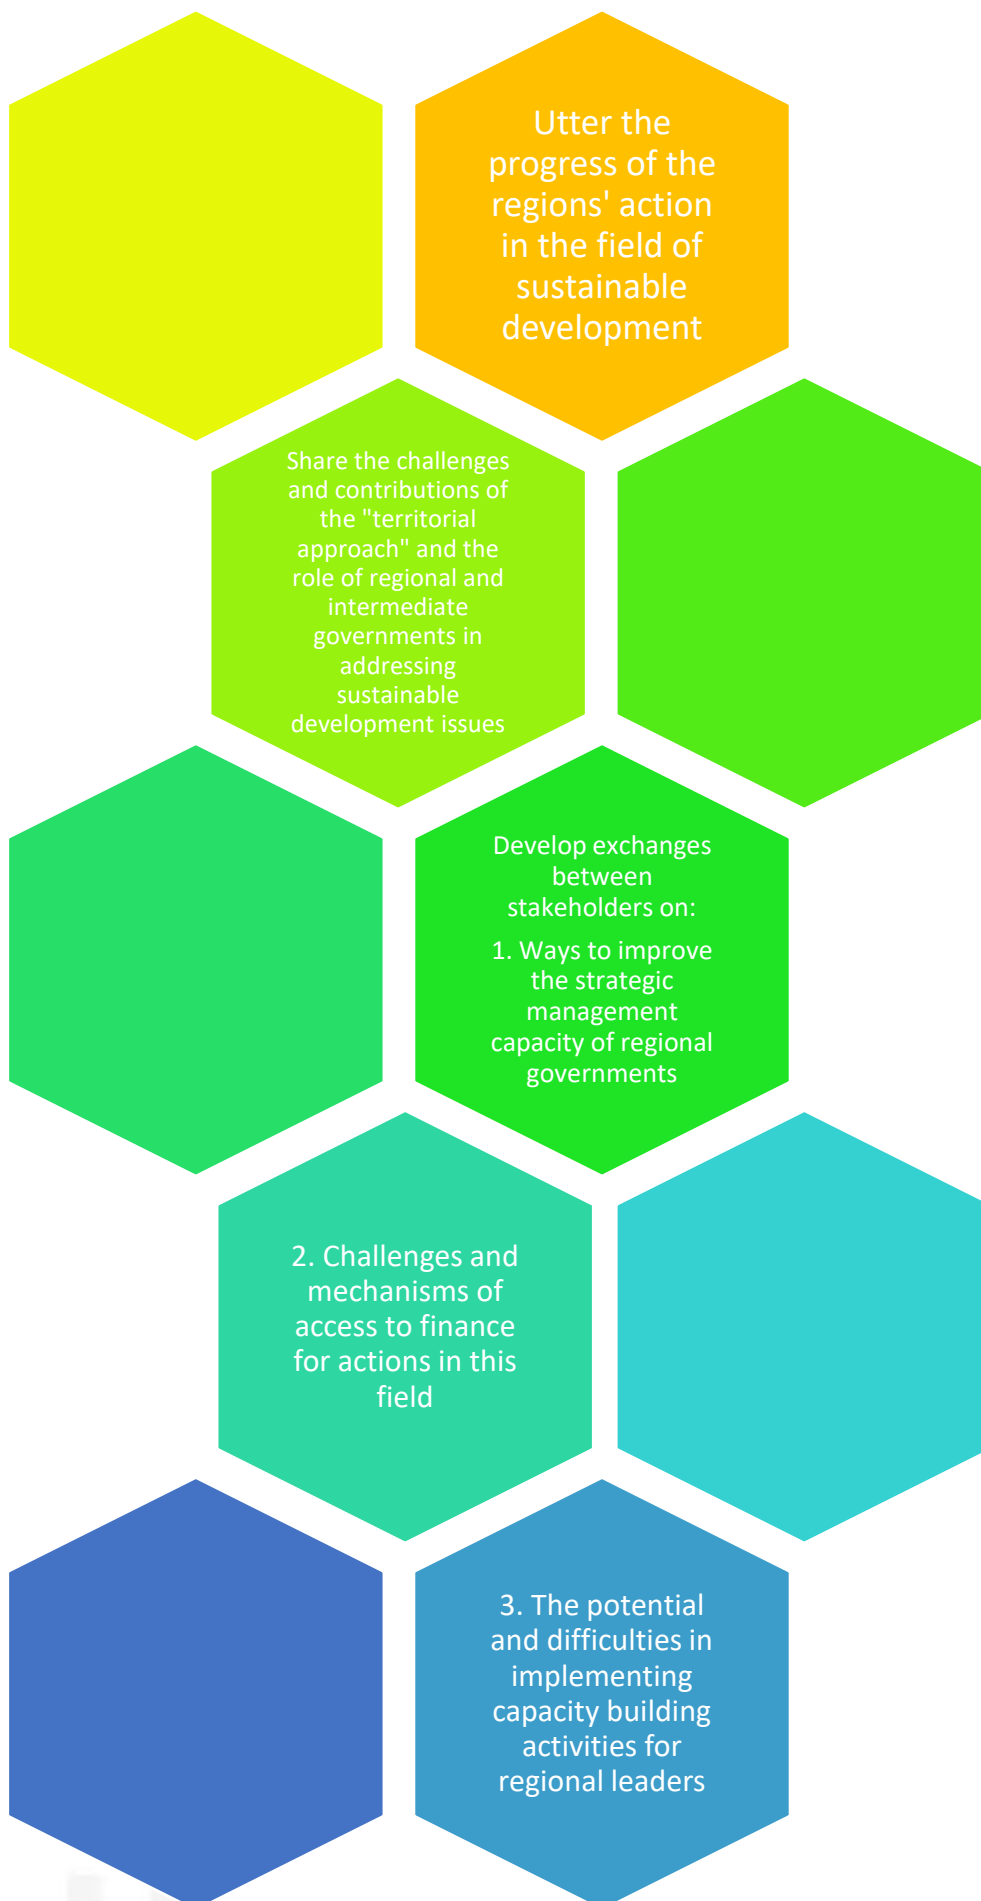 Utter the
progress of the
regions' action
in the field of
sustainable
development
Share the challenges
and contributions of
the "territorial
approach" and the
role of regional and
intermediate
governments in
addressing
sustainable
development issues
Develop exchanges
between
stakeholders on:
1. Ways to improve
the strategic
management
capacity of regional
governments
2. Challenges and
mechanisms of
access to finance
for actions in this
field
3. The potential
and difficulties in
implementing
capacity building
activities for
regional leaders